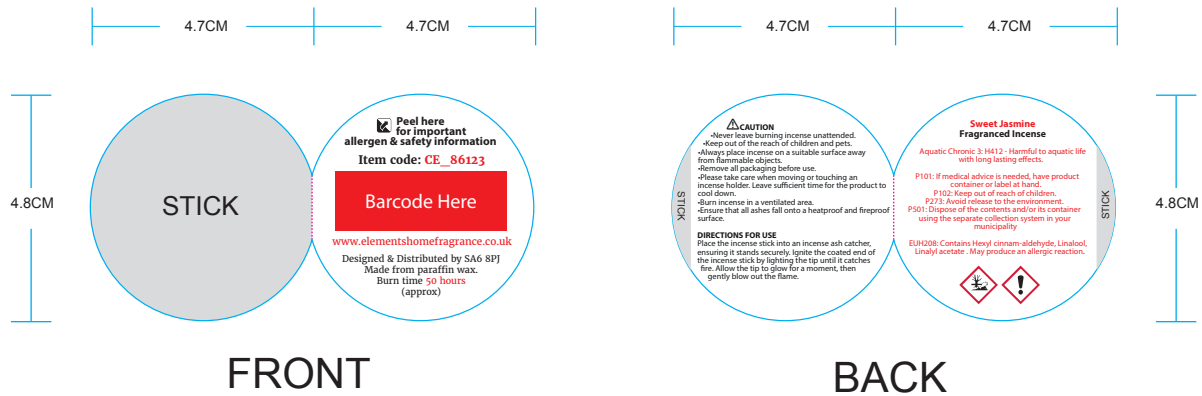 4.7CM
4.7CM
4.8CM
STICK
Peel here
for important
allergen & safety information
Item code: CE_86123
Barcode Here
www.elementshomefragrance.co.uk
Designed & Distributed by SA6 8PJ
Made from paraffin wax.
Burn time 50 hours
(approx)
FRONT
4.7CM
4.7CM
4.8CM
STICK
CAUTION
•Never leave burning incense unattended.
•Keep out of the reach of children and pets.
•Always place incense on a suitable surface away
from flammable objects.
•Remove all packaging before use.
•Please take care when moving or touching an
incense holder. Leave sufficient time for the product to
cool down.
•Burn incense in a ventilated area.
•Ensure that all ashes fall onto a heatproof and fireproof
surface.
DIRECTIONS FOR USE
Place the incense stick into an incense ash catcher,
ensuring it stands securely. Ignite the coated end of
the incense stick by lighting the tip until it catches
fire. Allow the tip to glow for a moment, then
gently blow out the flame.
Sweet Jasmine
Fragranced Incense
Aquatic Chronic 3: H412 - Harmful to aquatic life
with long lasting effects.
P101: If medical advice is needed, have product
container or label at hand.
P102: Keep out of reach of children.
P273: Avoid release to the environment.
P501: Dispose of the contents and/or its container
using the separate collection system in your
municipality
EUH208: Contains Hexyl cinnam-aldehyde, Linalool,
Linalyl acetate . May produce an allergic reaction.
STICK
BACK